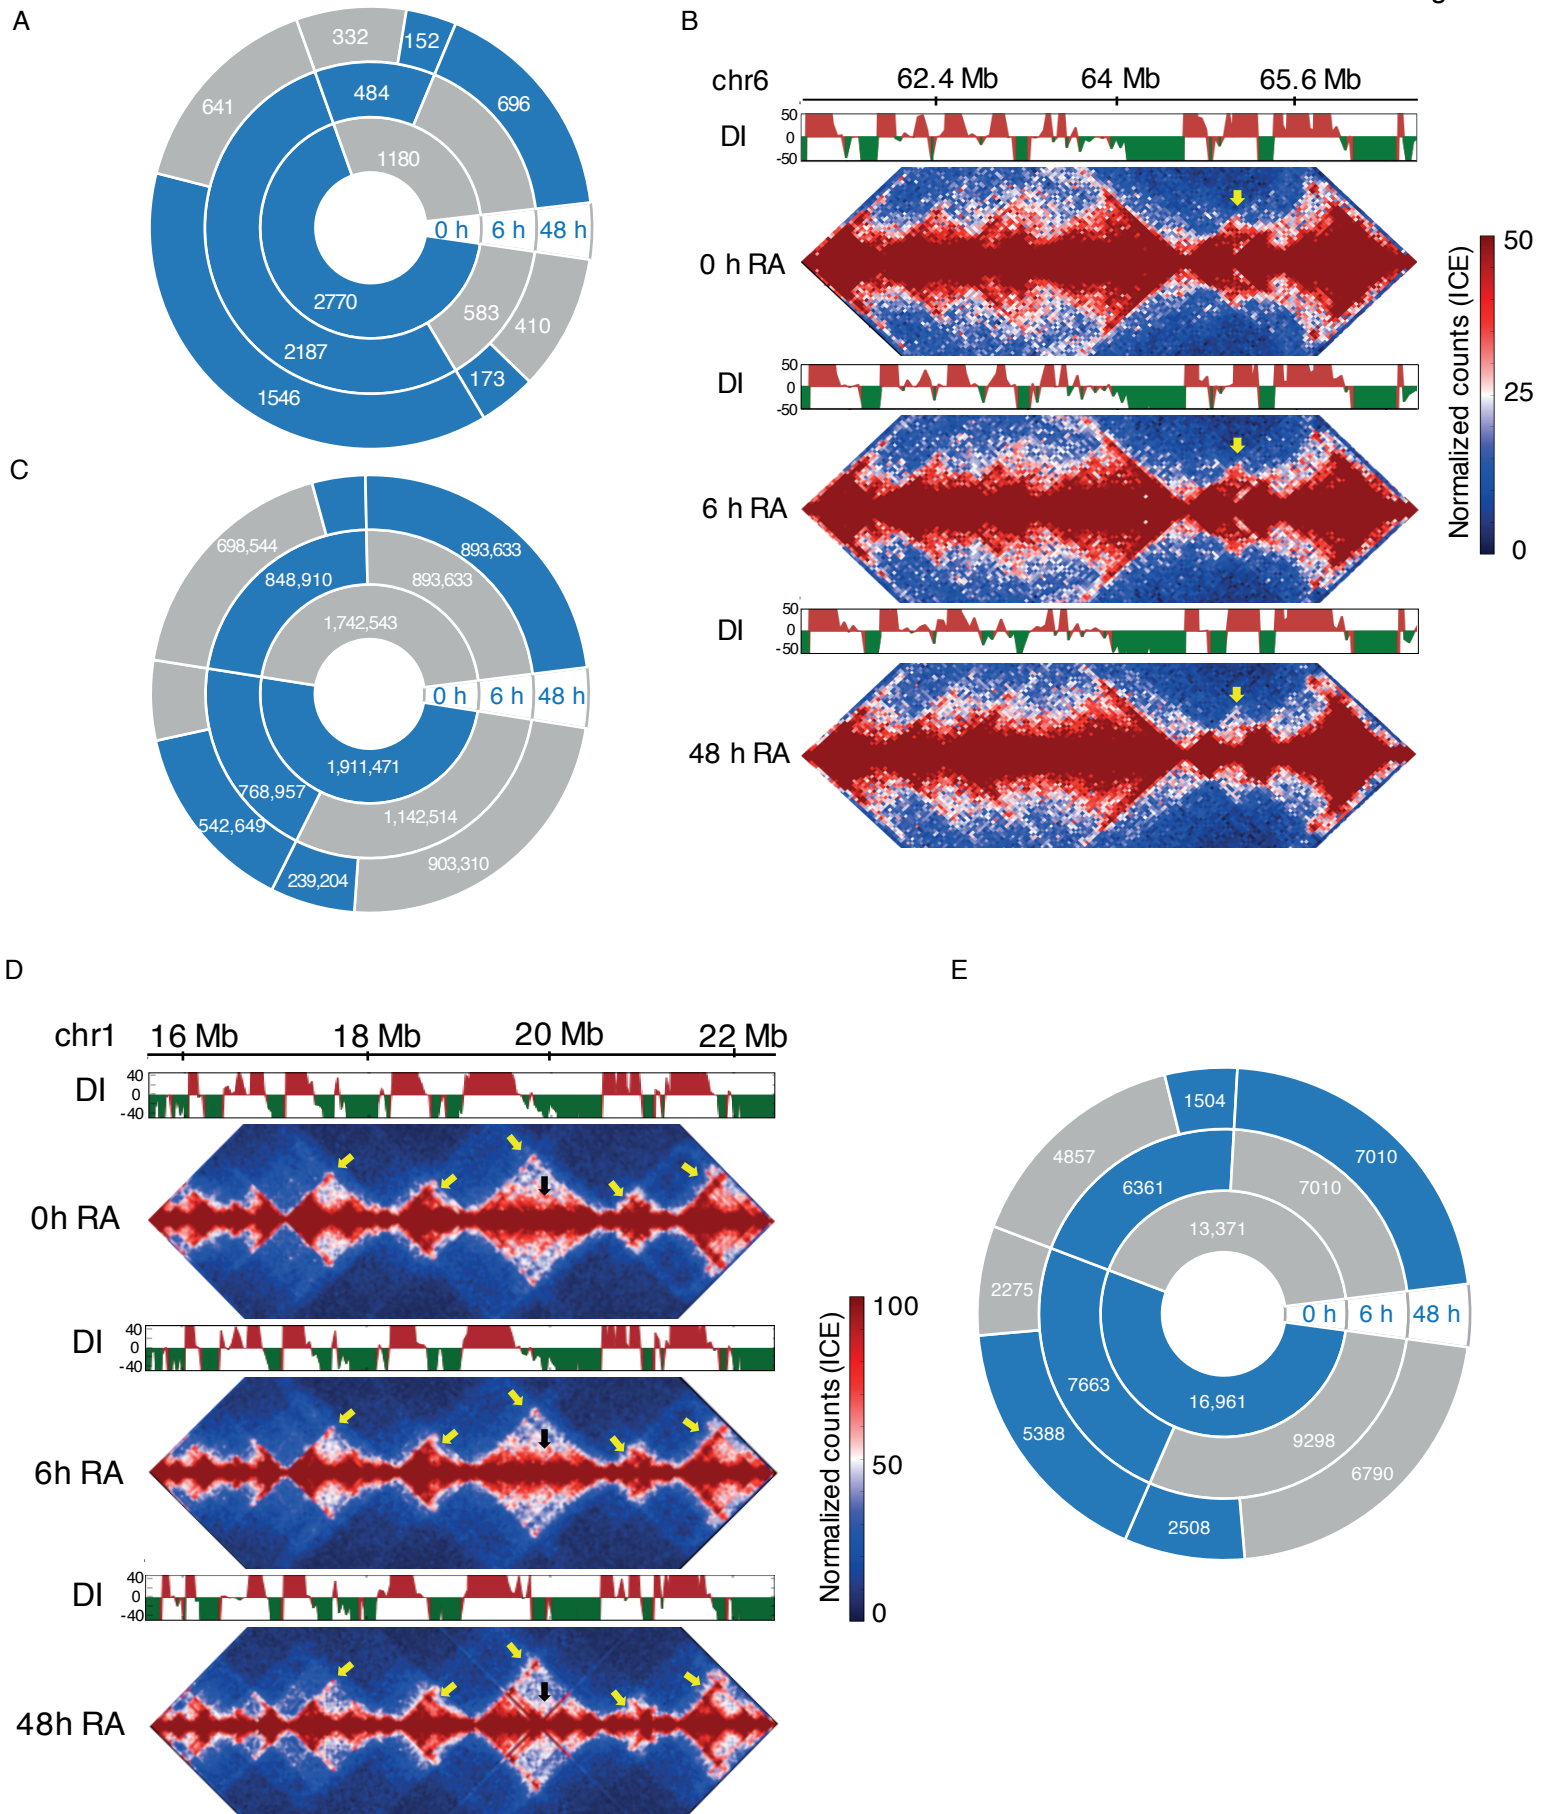 g
A
332
152
641
484
696
1180
0 h
6 h
48 h
2770
583
410
2187
173
1546
B
chr6
62.4 Mb
64 Mb
65.6 Mb
DI
50
0
-50
0 h RA
DI
50
0
-50
6 h RA
DI
50
0
-50
48 h RA
Normalized counts (ICE)
50
25
0
C
698,544
893,633
848,910
893,633
1,742,543
0 h
6 h
48 h
1,911,471
768,957
542,649
1,142,514
903,310
239,204
D
chr1
16 Mb
18 Mb
20 Mb
22 Mb
DI
40
0
-40
0h RA
DI
40
0
-40
6h RA
DI
40
0
-40
48h RA
Normalized counts (ICE)
100
50
0
E
1504
4857
7010
6361
7010
13,371
2275
0 h
6 h
48 h
7663
16,961
5388
9298
6790
2508